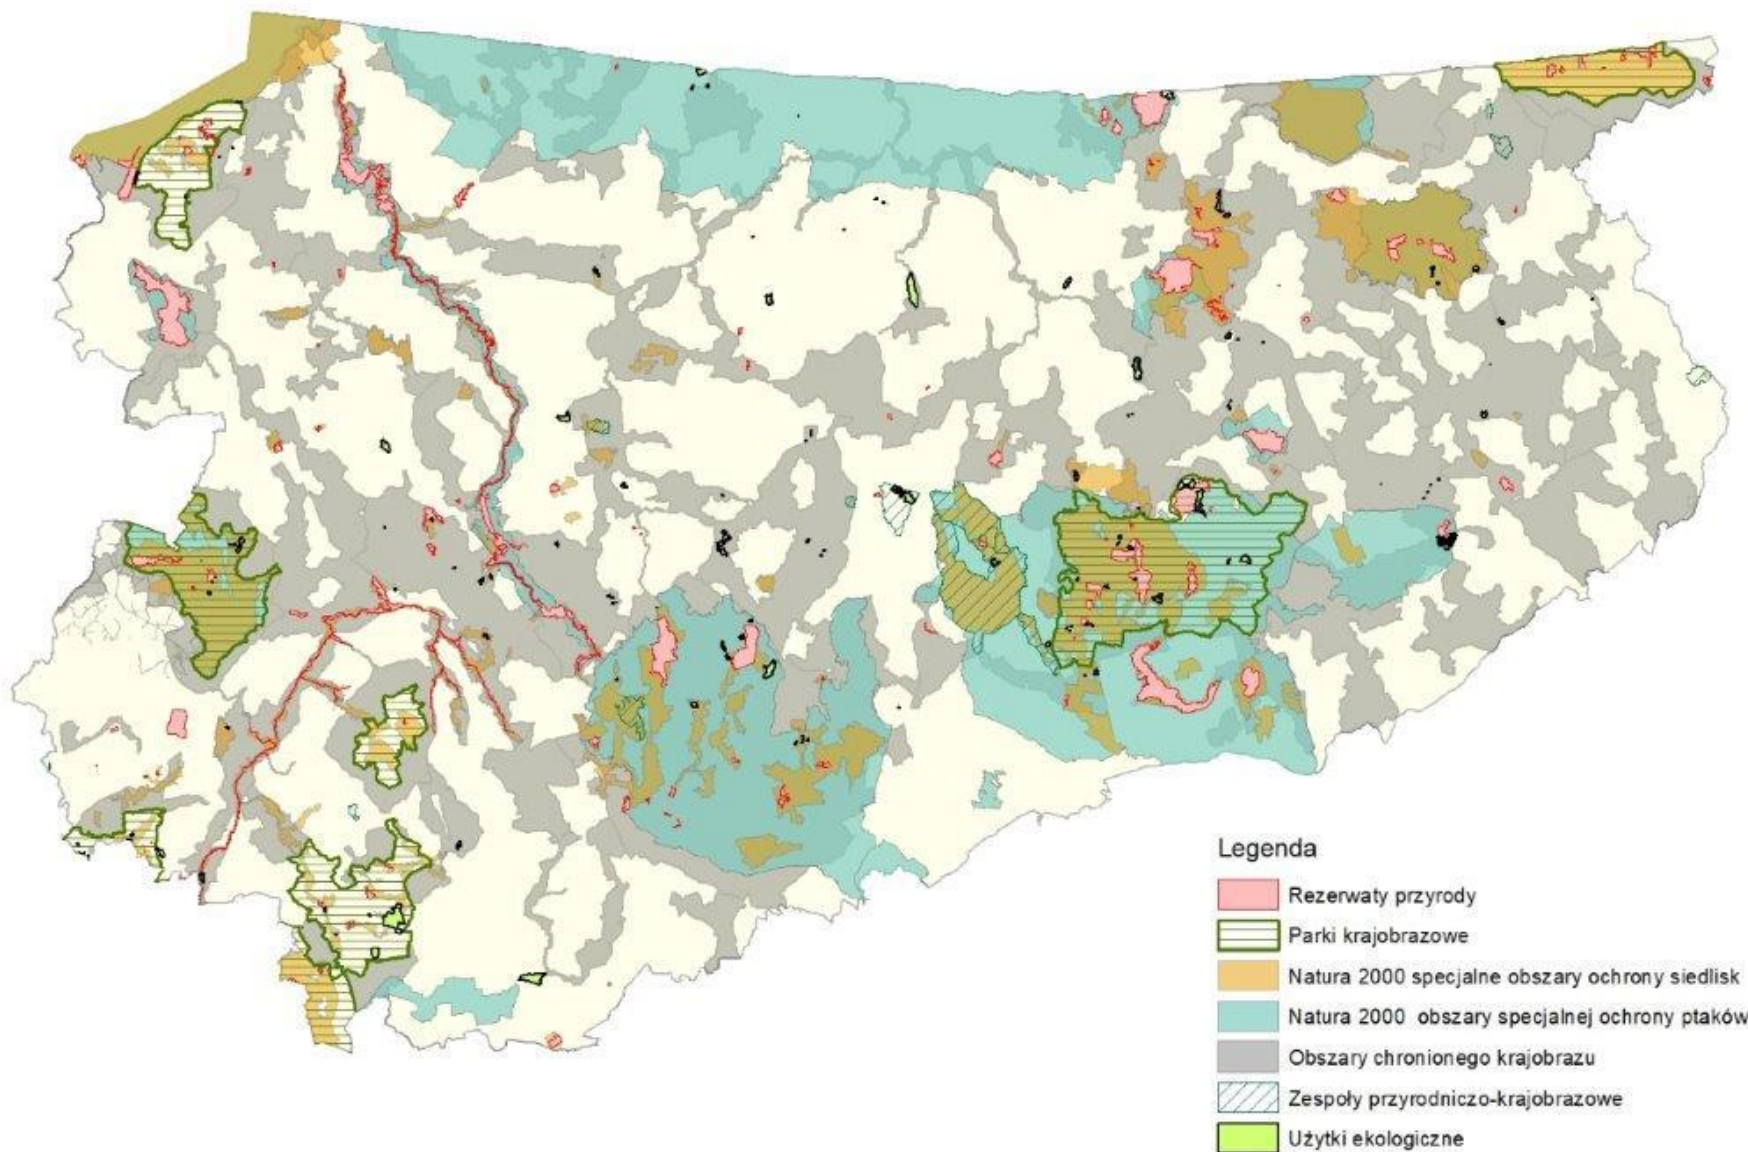 Legenda
Rezerwaty przyrody
Parki krajobrazowe
Natura 2000 specjalne obszary ochrony siedlisk
Natura 2000 obszary specjalnej ochrony ptaków
Obszary chronionego krajobrazu
Zespoły przyrodniczo-krajobrazowe
Użytki ekologiczne